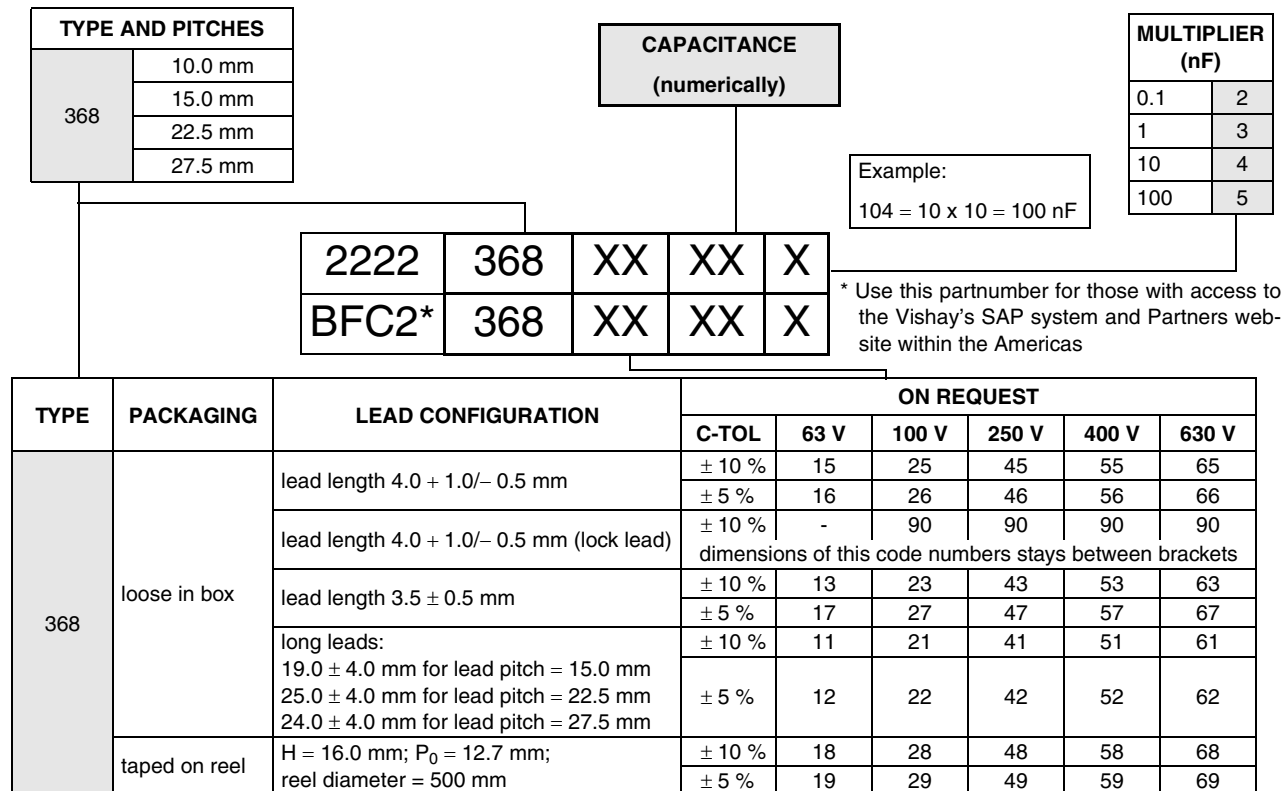 TYPE AND PITCHES
368
10.0 mm
15.0 mm
22.5 mm
27.5 mm
CAPACITANCE
(numerically)
MULTIPLIER
(nF)
0.1 2
1 3
10 4
100 5
Example:
104 = 10 x 10 = 100 nF
2222 368 XX XX X
BFC2* 368 XX XX X
* Use this partnumber for those with access to
the Vishay's SAP system and Partners web-
site within the Americas
TYPE PACKAGING LEAD CONFIGURATION ON REQUEST
C-TOL 63 V 100 V 250 V 400 V 630 V
368
loose in box
lead length 4.0 + 1.0/− 0.5 mm
± 10 % 15 25 45 55 65
± 5 % 16 26 46 56 66
lead length 4.0 + 1.0/− 0.5 mm (lock lead)
± 10 % - 90 90 90 90
dimensions of this code numbers stays between brackets
lead length 3.5 ± 0.5 mm
± 10 % 13 23 43 53 63
± 5 % 17 27 47 57 67
long leads:
19.0 ± 4.0 mm for lead pitch = 15.0 mm
25.0 ± 4.0 mm for lead pitch = 22.5 mm
24.0 ± 4.0 mm for lead pitch = 27.5 mm
± 10 % 11 21 41 51 61
± 5 % 12 22 42 52 62
taped on reel
H = 16.0 mm; P0 = 12.7 mm;
reel diameter = 500 mm
± 10 % 18 28 48 58 68
± 5 % 19 29 49 59 69